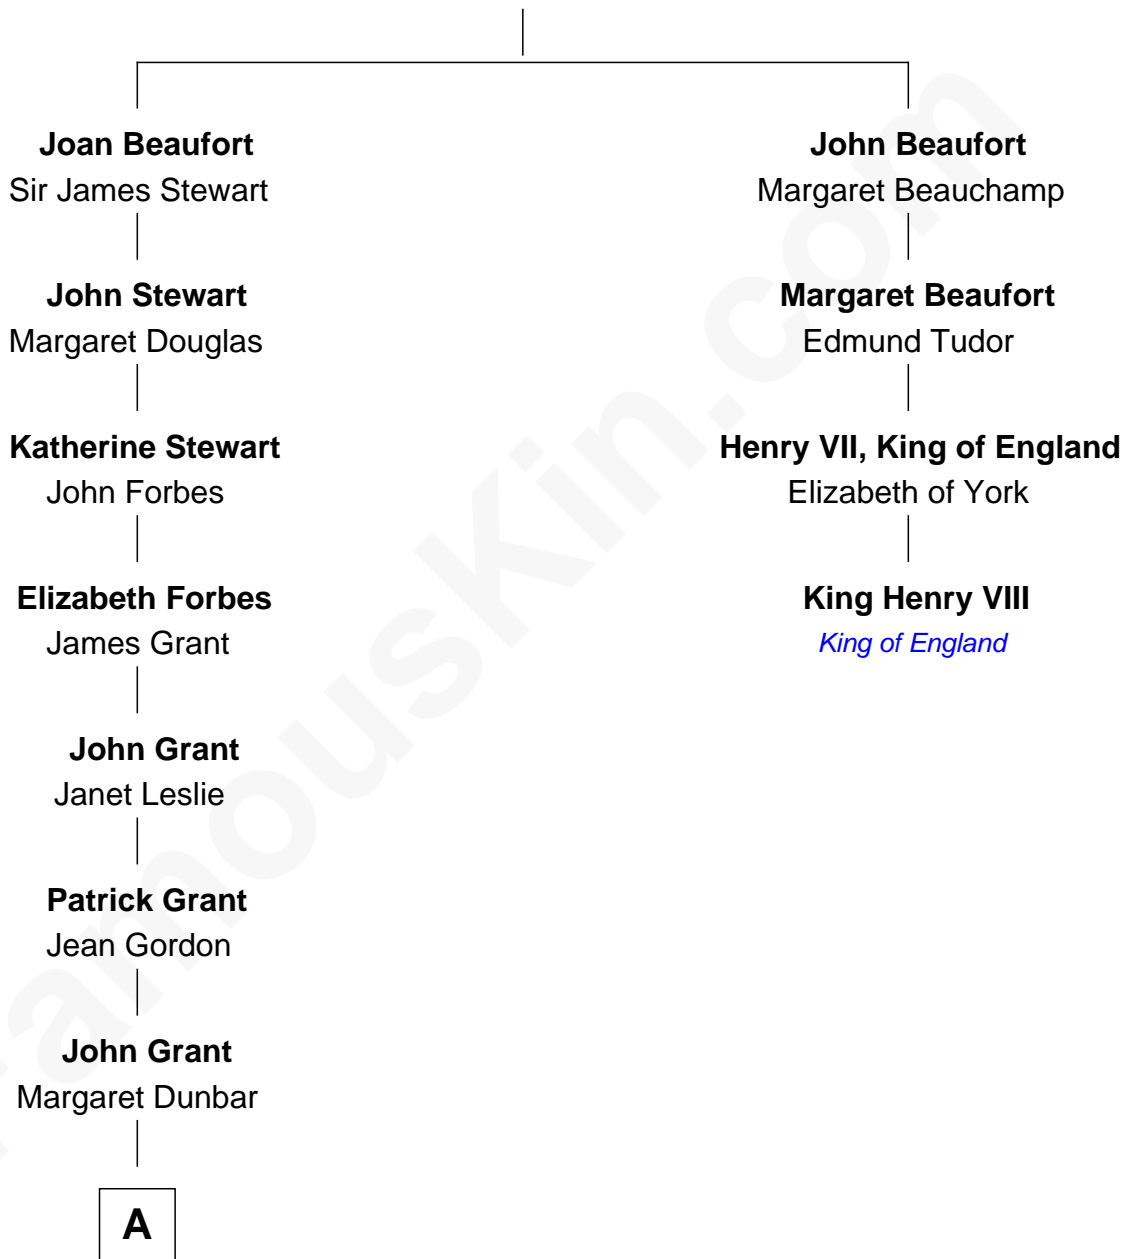 Joan Beaufort
Sir James Stewart
John Stewart
Margaret Douglas
Katherine Stewart
John Forbes
Elizabeth Forbes
James Grant
John Grant
Janet Leslie
Patrick Grant
Jean Gordon
John Grant
Margaret Dunbar
A
John Beaufort
Margaret Beauchamp
Margaret Beaufort
Edmund Tudor
Henry VII, King of England
Elizabeth of York
King Henry VIII
King of England
FamousKin.com